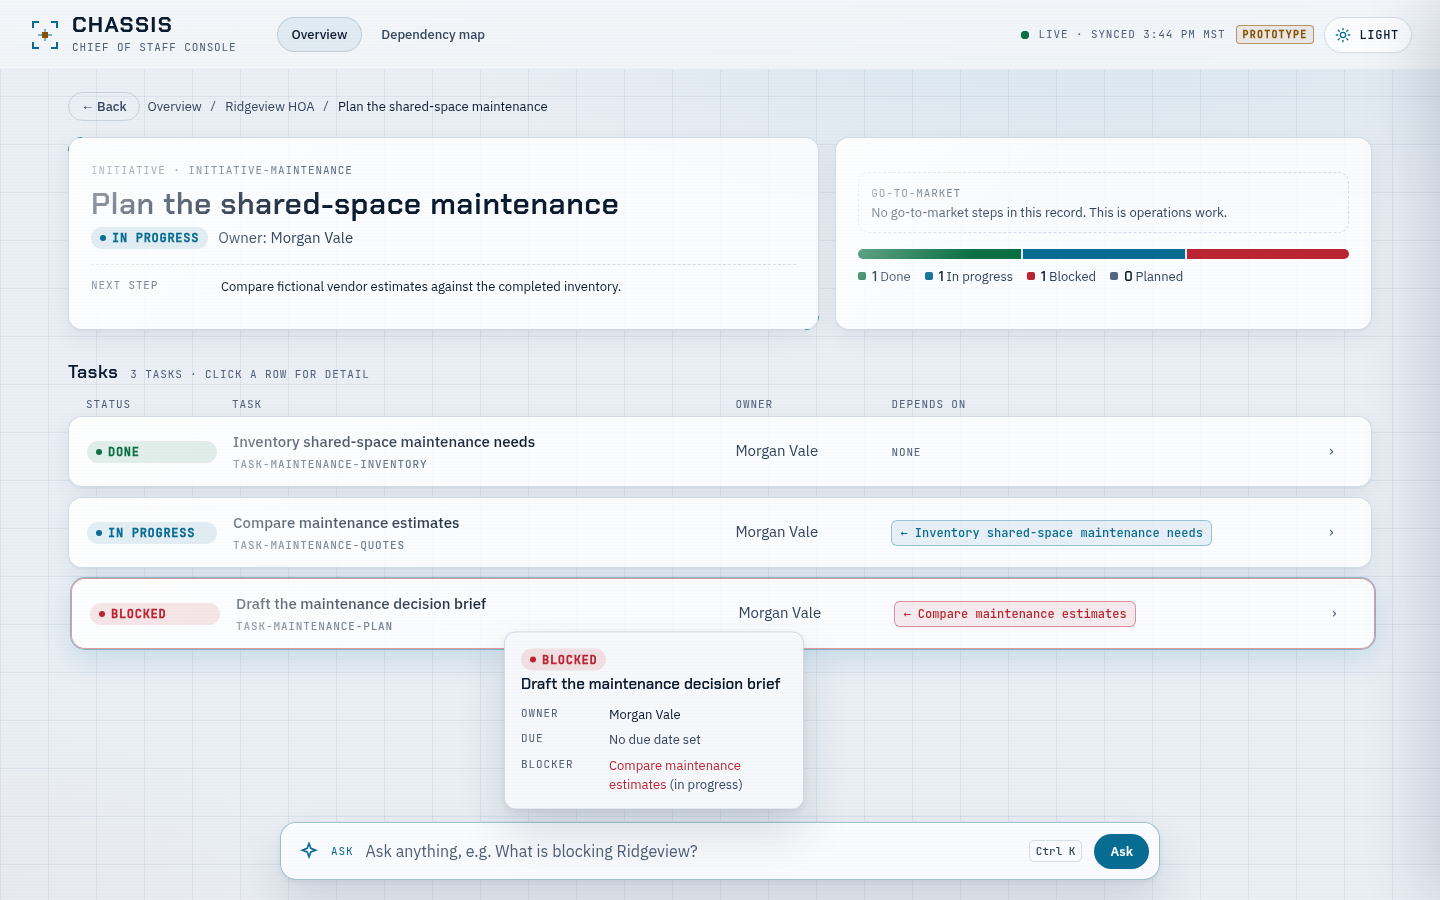 CHASSIS
CHIEF OF STAFF CONSOLE
Overview
Dependency map
LIVE · SYNCED 3:44 PM MST
PROTOTYPE
LIGHT
← Back
Overview / Ridgeview HOA / Plan the shared-space maintenance
INITIATIVE · INITIATIVE-MAINTENANCE
Plan the shared-space maintenance
IN PROGRESS
Owner: Morgan Vale
NEXT STEP
Compare fictional vendor estimates against the completed inventory.
GO-TO-MARKET
No go-to-market steps in this record. This is operations work.
1 Done
1 In progress
1 Blocked
0 Planned
Tasks
3 TASKS · CLICK A ROW FOR DETAIL
STATUS
TASK
OWNER
DEPENDS ON
DONE
Inventory shared-space maintenance needs
TASK-MAINTENANCE-INVENTORY
Morgan Vale
NONE
›
IN PROGRESS
Compare maintenance estimates
TASK-MAINTENANCE-QUOTES
Morgan Vale
← Inventory shared-space maintenance needs
›
BLOCKED
Draft the maintenance decision brief
TASK-MAINTENANCE-PLAN
Morgan Vale
← Compare maintenance estimates
›
BLOCKED
Draft the maintenance decision brief
OWNER
Morgan Vale
DUE
No due date set
BLOCKER
Compare maintenance
estimates (in progress)
ASK
Ask anything, e.g. What is blocking Ridgeview?
Ctrl K
Ask